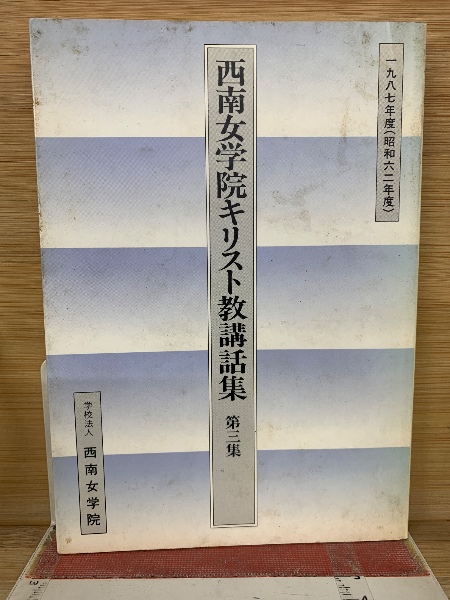 一九八七年度（昭和六二年度）
西南女学院キリスト教講話集 第三集
学校法人 西南女学院